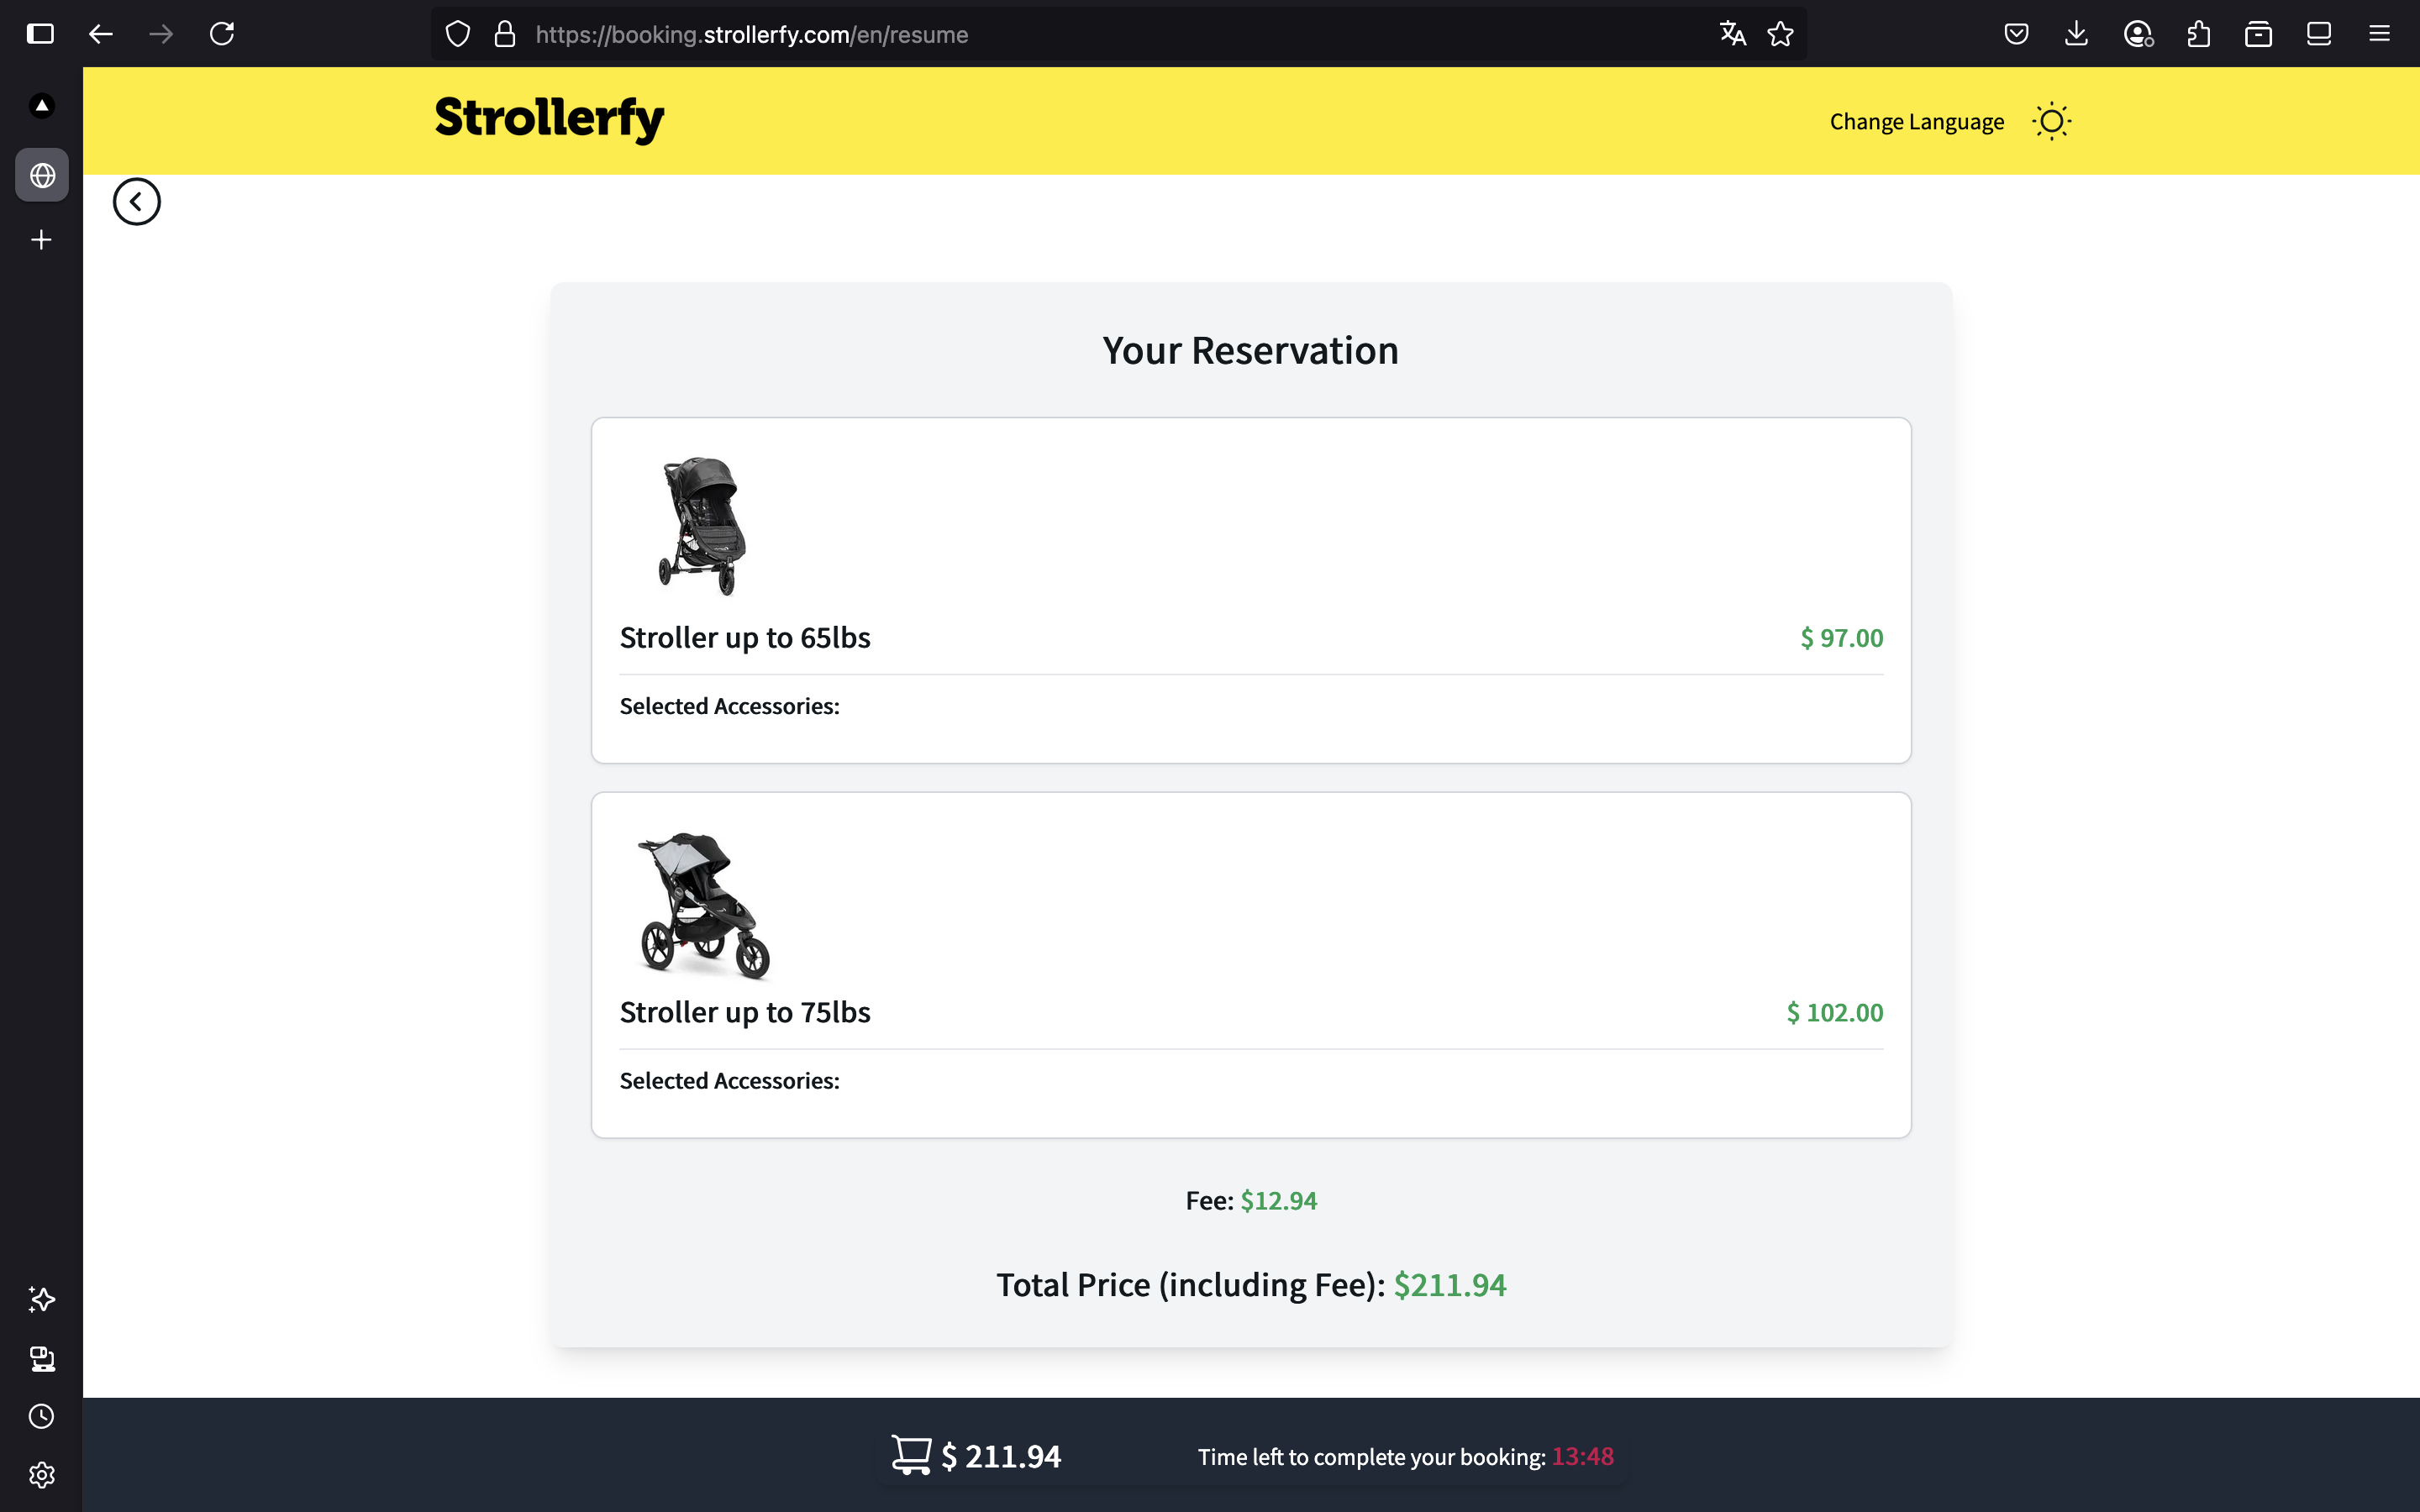 https://booking.strollerfy.com/en/resume
Strollerfy
Change Language
Your Reservation
Stroller up to 65lbs
$ 97.00
Selected Accessories:
Stroller up to 75lbs
$ 102.00
Selected Accessories:
Fee: $12.94
Total Price (including Fee): $211.94
$ 211.94
Time left to complete your booking: 13:48